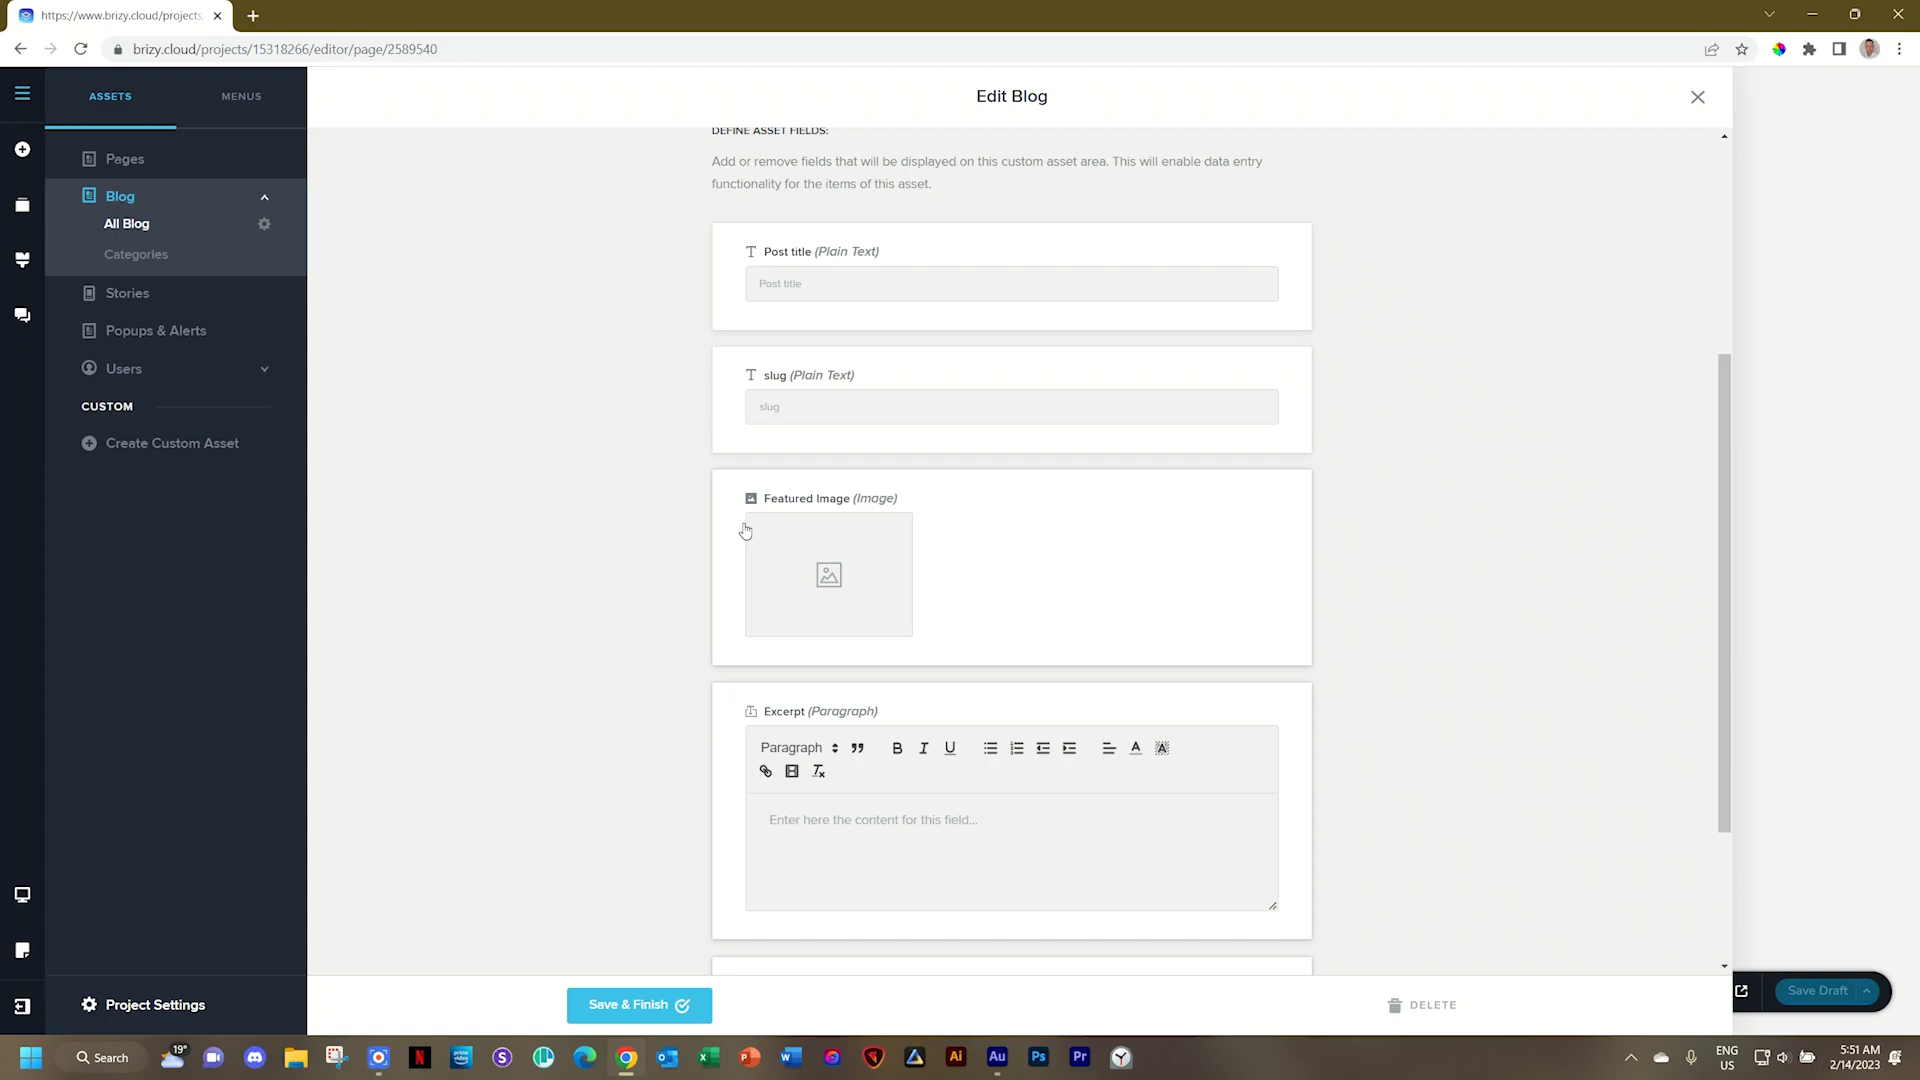 https://www.brizy.cloud/projects
brizy.cloud/projects/15318266/editor/page/2589540
ASSETS
MENUS
Edit Blog
Pages
Blog
All Blog
Categories
Stories
Popups & Alerts
Users
CUSTOM
Create Custom Asset
Project Settings
DEFINE ASSET FIELDS:
Add or remove fields that will be displayed on this custom asset area. This will enable data entry
functionality for the items of this asset.
Post title (Plain Text)
Post title
slug (Plain Text)
slug
Featured Image (Image)
Excerpt (Paragraph)
Paragraph
Enter here the content for this field...
Save & Finish
DELETE
Save Draft
Search
19°
ENG
US
5:51 AM
2/14/2023